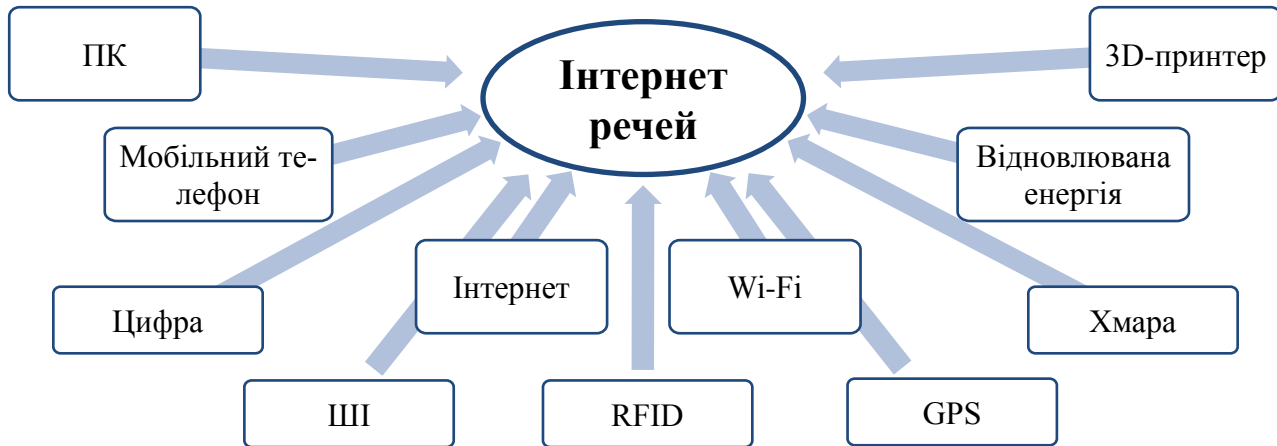 ПК
Інтернет
речей
3D-принтер
Мобільний те-
лефон
Відновлювана
енергія
Інтернет
Wi-Fi
Цифра
Хмара
ШІ
RFID
GPS